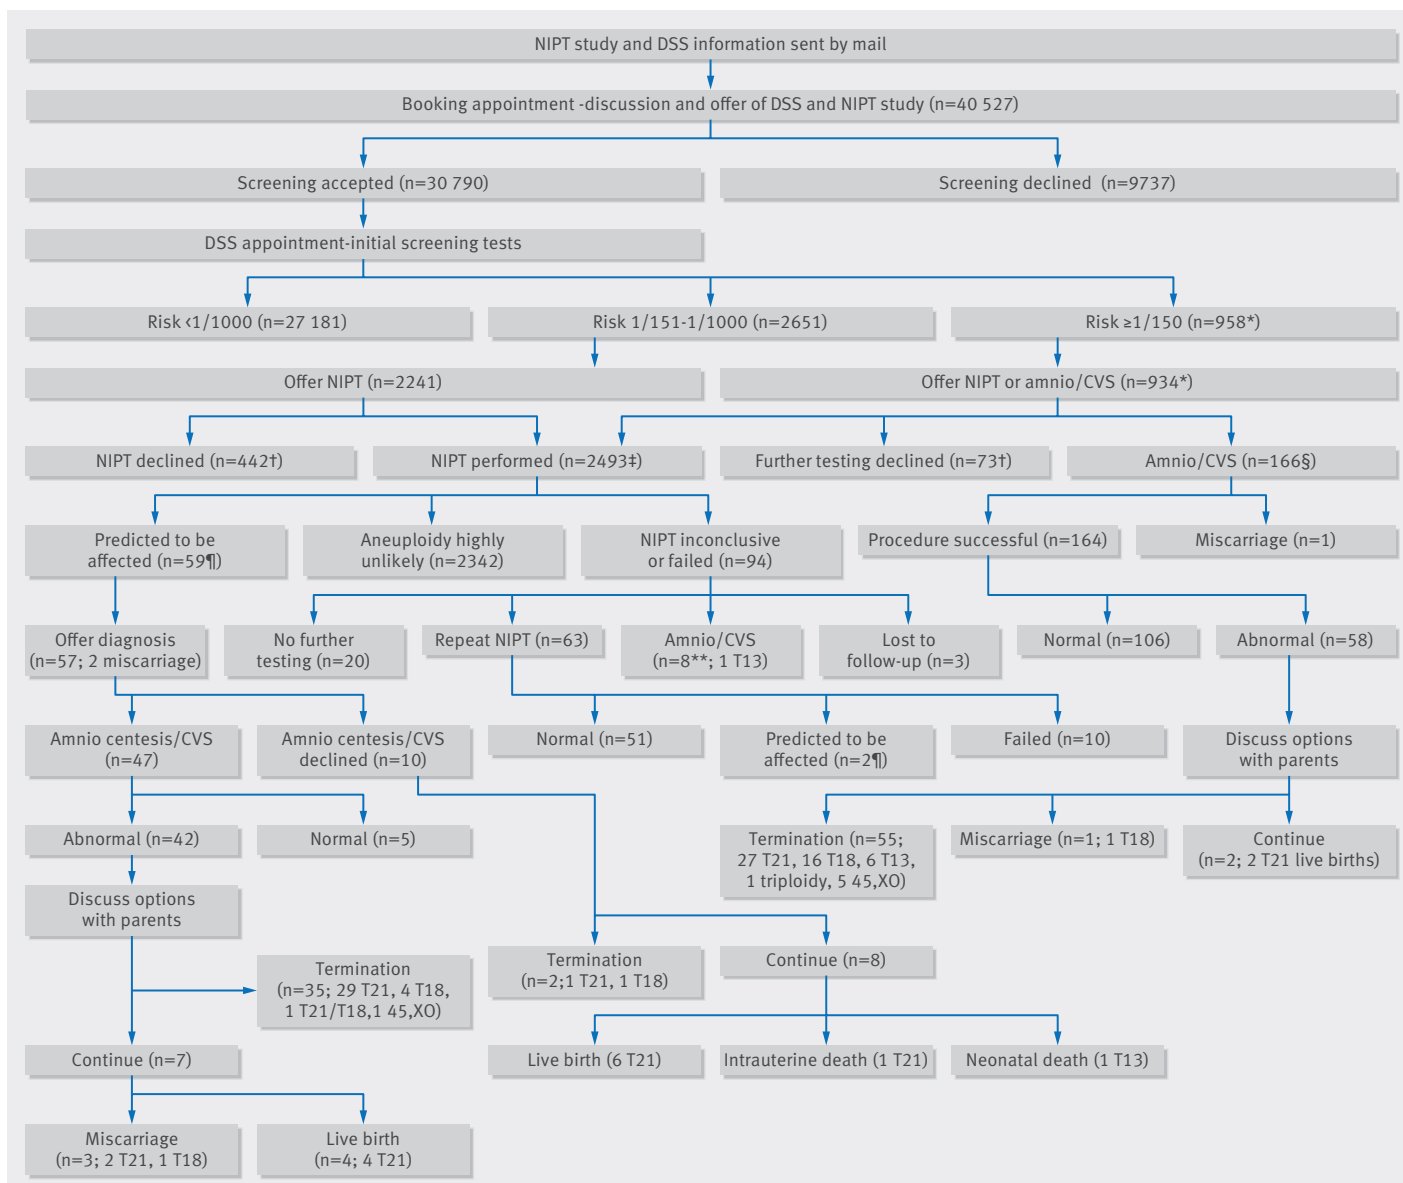 NIPT study and DSS information sent by mail
Booking appointment -discussion and offer of DSS and NIPT study (n=40 527)
Screening accepted (n=30 790)
Screening declined (n=9737)
DSS appointment-initial screening tests
Risk <1/1000 (n=27 181)
Risk 1/151-1/1000 (n=2651)
Risk ≥1/150 (n=958*)
Offer NIPT (n=2241)
Offer NIPT or amnio/CVS (n=934*)
NIPT declined (n=442†)
NIPT performed (n=2493‡)
Further testing declined (n=73†)
Amnio/CVS (n=166§)
Predicted to be
affected (n=59¶)
Aneuploidy highly
unlikely (n=2342)
NIPT inconclusive
or failed (n=94)
Procedure successful (n=164)
Miscarriage (n=1)
Offer diagnosis
(n=57; 2 miscarriage)
No further
testing (n=20)
Repeat NIPT (n=63)
Amnio/CVS
(n=8**; 1 T13)
Lost to
follow-up (n=3)
Normal (n=106)
Abnormal (n=58)
Amnio centesis/CVS
(n=47)
Amnio centesis/CVS
declined (n=10)
Normal (n=51)
Predicted to be
affected (n=2¶)
Failed (n=10)
Discuss options
with parents
Abnormal (n=42)
Normal (n=5)
Termination (n=55;
27 T21, 16 T18, 6 T13,
1 triploidy, 5 45,XO)
Miscarriage (n=1; 1 T18)
Continue
(n=2; 2 T21 live births)
Discuss options
with parents
Termination
(n=35; 29 T21, 4 T18,
1 T21/T18,1 45,XO)
Termination
(n=2;1 T21, 1 T18)
Continue (n=8)
Continue (n=7)
Live birth (6 T21)
Intrauterine death (1 T21)
Neonatal death (1 T13)
Miscarriage
(n=3; 2 T21, 1 T18)
Live birth
(n=4; 4 T21)